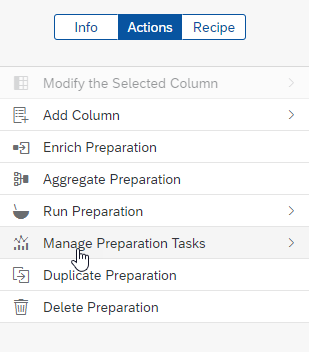 Info Actions Recipe
Modify the Selected Column
Add Column
Enrich Preparation
Aggregate Preparation
Run Preparation
Manage Preparation Tasks
Duplicate Preparation
Delete Preparation